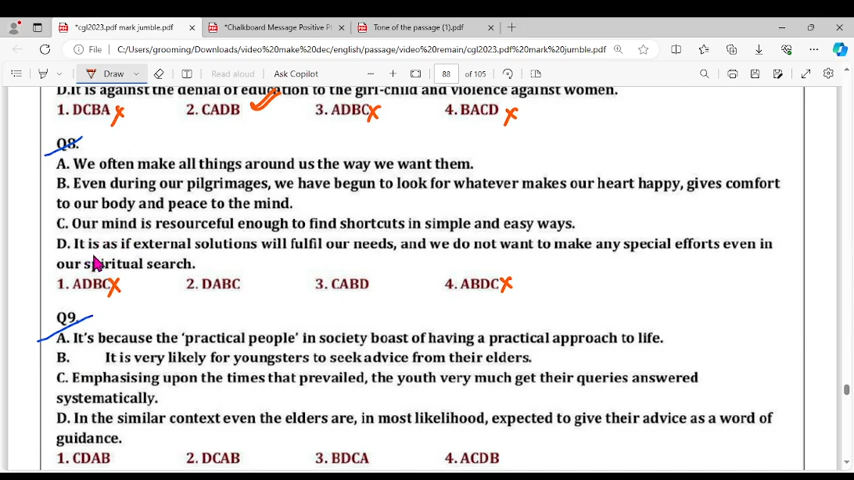 *cgl2023.pdf mark jumble.pdf
*Chalkboard Message Positive P
Tone of the passage (1).pdf
File
C:/Users/grooming/Downloads/video%20make%20dec/english/passage/video%20remain/cgl2023.pdf%20mark%20jumble.pdf
Draw
Read aloud
Ask Copilot
88 of 105
D.It is against the denial of education to the girl-child and violence against women.
1. DCBA 2. CADB 3. ADBC 4. BACD
Q8.
A. We often make all things around us the way we want them.
B. Even during our pilgrimages, we have begun to look for whatever makes our heart happy, gives comfort
to our body and peace to the mind.
C. Our mind is resourceful enough to find shortcuts in simple and easy ways.
D. It is as if external solutions will fulfil our needs, and we do not want to make any special efforts even in
our spiritual search.
1. ADBC 2. DABC 3. CABD 4. ABDC
Q9.
A. It's because the 'practical people' in society boast of having a practical approach to life.
B. It is very likely for youngsters to seek advice from their elders.
C. Emphasising upon the times that prevailed, the youth very much get their queries answered
systematically.
D. In the similar context even the elders are, in most likelihood, expected to give their advice as a word of
guidance.
1. CDAB 2. DCAB 3. BDCA 4. ACDB